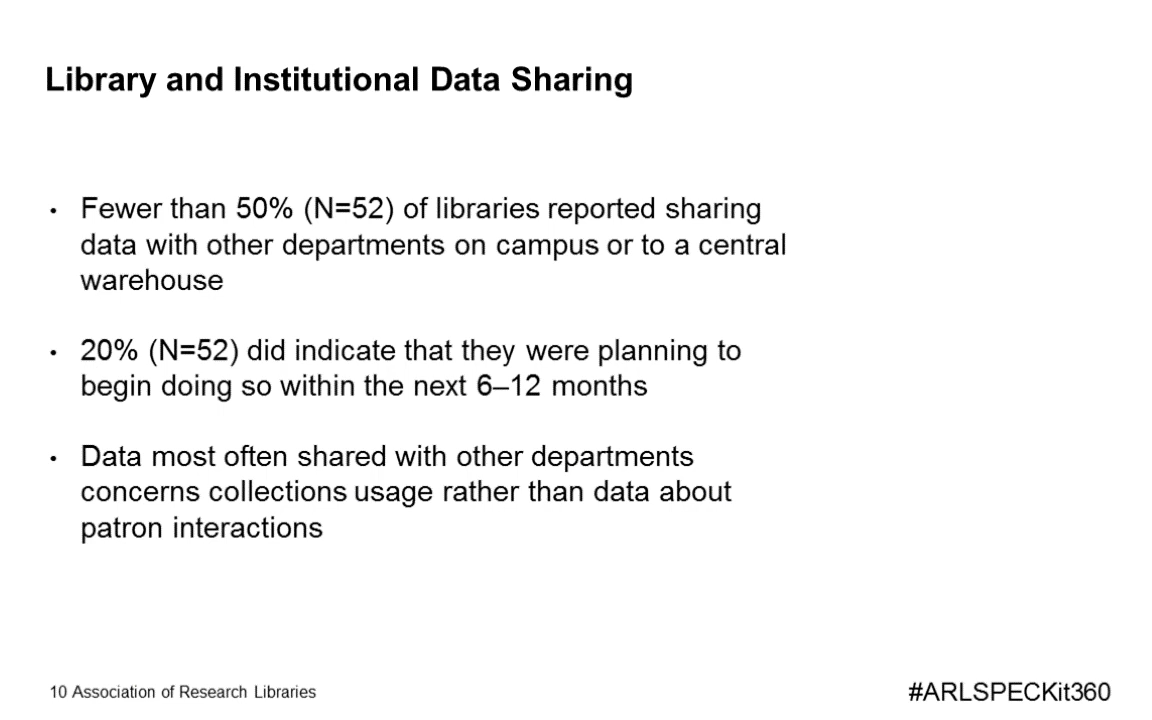 Library and Institutional Data Sharing
• Fewer than 50% (N=52) of libraries reported sharing
data with other departments on campus or to a central
warehouse
• 20% (N=52) did indicate that they were planning to
begin doing so within the next 6–12 months
• Data most often shared with other departments
concerns collections usage rather than data about
patron interactions
10 Association of Research Libraries
#ARLSPECKit360